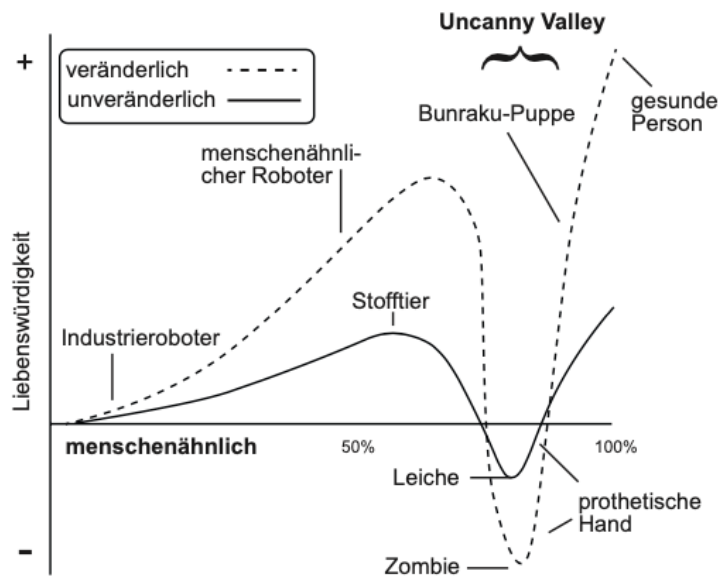 Uncanny Valley
+
veränderlich
unveränderlich
Bunraku-Puppe
gesunde
Person
menschenähnli-
cher Roboter
Liebenswürdigkeit
Stofftier
Industrieroboter
menschenähnlich
50%
100%
Leiche
prothetische
Hand
-
Zombie